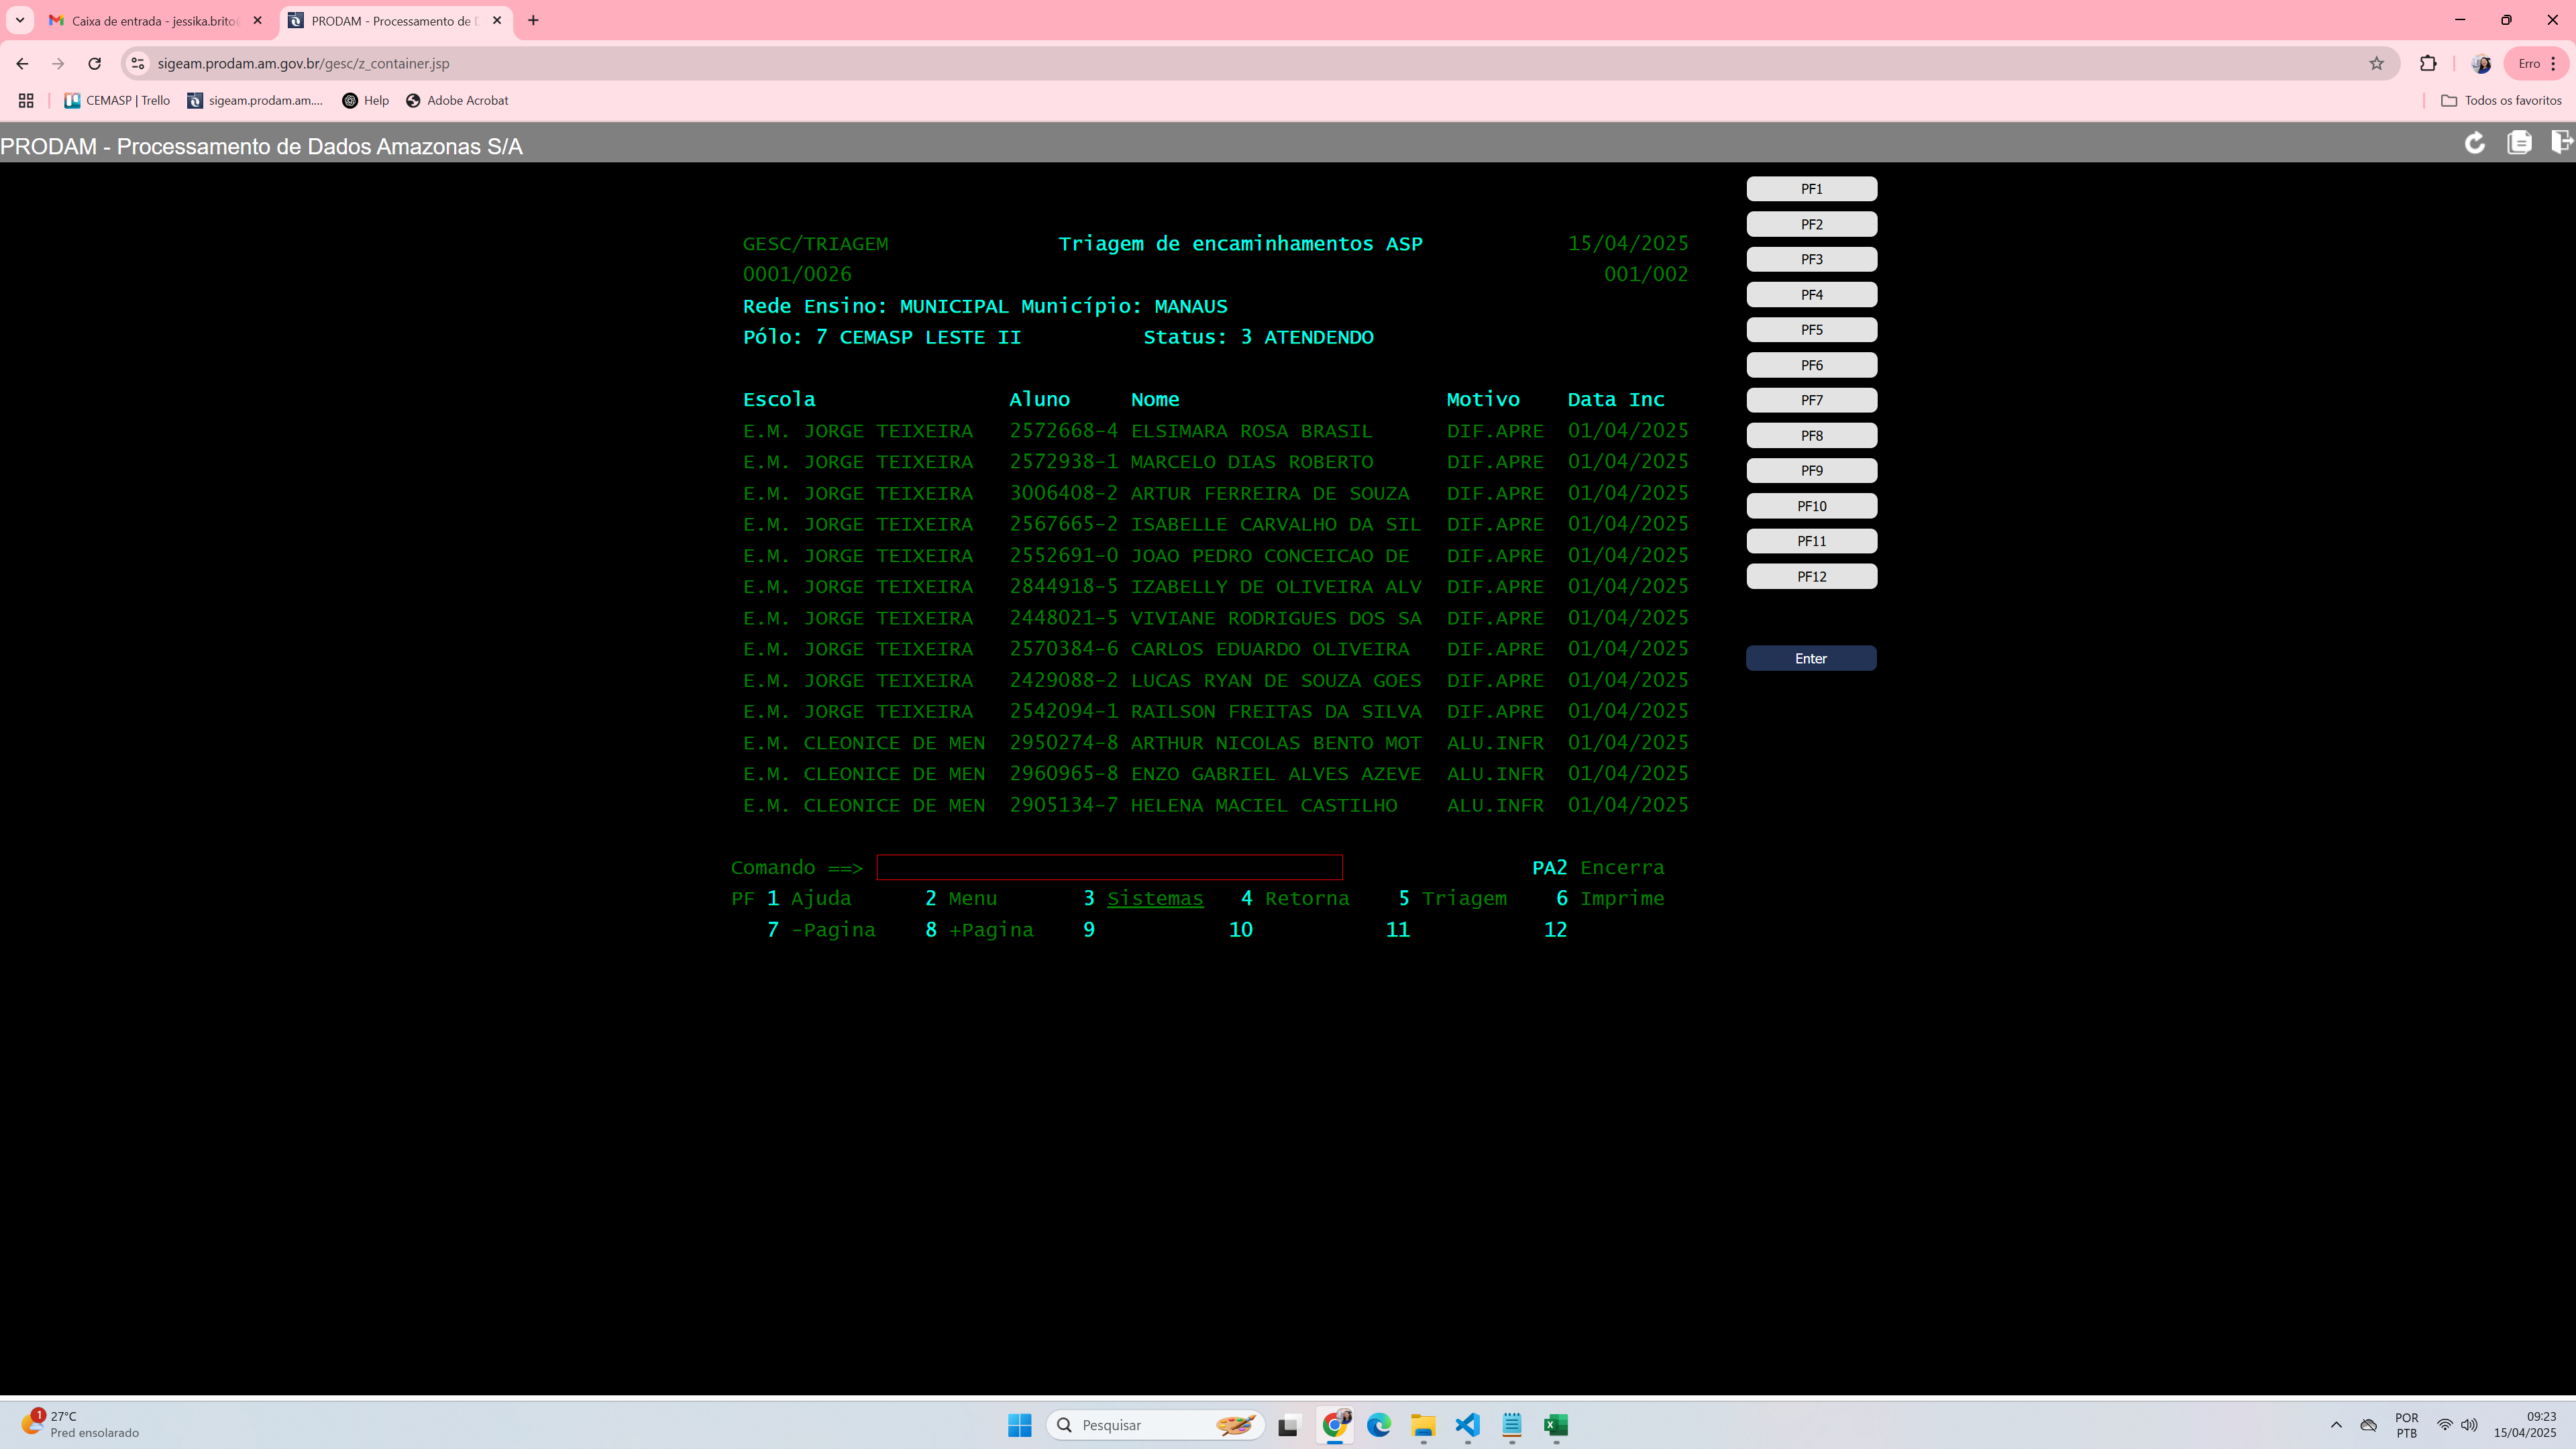 Caixa de entrada - jessika.brito
PRODAM - Processamento de D
sigeam.prodam.am.gov.br/gesc/z_container.jsp
Erro
CEMASP | Trello
sigeam.prodam.am....
Help
Adobe Acrobat
Todos os favoritos
PRODAM - Processamento de Dados Amazonas S/A
GESC/TRIAGEM Triagem de encaminhamentos ASP 15/04/2025
0001/0026 001/002
Rede Ensino: MUNICIPAL Município: MANAUS
Pólo: 7 CEMASP LESTE II Status: 3 ATENDENDO
Escola Aluno Nome Motivo Data Inc
E.M. JORGE TEIXEIRA 2572668-4 ELSIMARA ROSA BRASIL DIF.APRE 01/04/2025
E.M. JORGE TEIXEIRA 2572938-1 MARCELO DIAS ROBERTO DIF.APRE 01/04/2025
E.M. JORGE TEIXEIRA 3006408-2 ARTUR FERREIRA DE SOUZA DIF.APRE 01/04/2025
E.M. JORGE TEIXEIRA 2567665-2 ISABELLE CARVALHO DA SIL DIF.APRE 01/04/2025
E.M. JORGE TEIXEIRA 2552691-0 JOAO PEDRO CONCEICAO DE DIF.APRE 01/04/2025
E.M. JORGE TEIXEIRA 2844918-5 IZABELLY DE OLIVEIRA ALV DIF.APRE 01/04/2025
E.M. JORGE TEIXEIRA 2448021-5 VIVIANE RODRIGUES DOS SA DIF.APRE 01/04/2025
E.M. JORGE TEIXEIRA 2570384-6 CARLOS EDUARDO OLIVEIRA DIF.APRE 01/04/2025
E.M. JORGE TEIXEIRA 2429088-2 LUCAS RYAN DE SOUZA GOES DIF.APRE 01/04/2025
E.M. JORGE TEIXEIRA 2542094-1 RAILSON FREITAS DA SILVA DIF.APRE 01/04/2025
E.M. CLEONICE DE MEN 2950274-8 ARTHUR NICOLAS BENTO MOT ALU.INFR 01/04/2025
E.M. CLEONICE DE MEN 2960965-8 ENZO GABRIEL ALVES AZEVE ALU.INFR 01/04/2025
E.M. CLEONICE DE MEN 2905134-7 HELENA MACIEL CASTILHO ALU.INFR 01/04/2025
Comando ==> PA2 Encerra
PF 1 Ajuda 2 Menu 3 Sistemas 4 Retorna 5 Triagem 6 Imprime
7 -Pagina 8 +Pagina 9 10 11 12
PF1
PF2
PF3
PF4
PF5
PF6
PF7
PF8
PF9
PF10
PF11
PF12
Enter
1
27°C
Pred ensolarado
Pesquisar
POR
PTB
09:23
15/04/2025